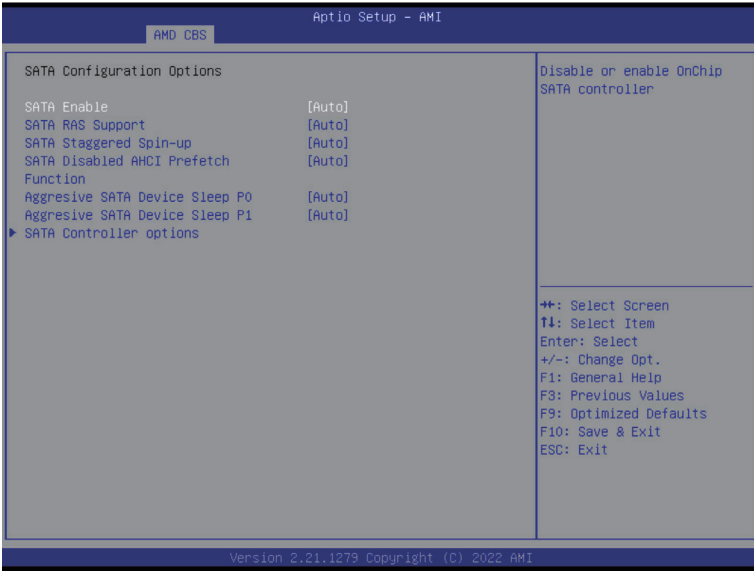 Aptio Setup – AMI
AMD CBS
SATA Configuration Options
SATA Enable [Auto]
SATA RAS Support [Auto]
SATA Staggered Spin-up [Auto]
SATA Disabled AHCI Prefetch [Auto]
Function
Aggresive SATA Device Sleep P0 [Auto]
Aggresive SATA Device Sleep P1 [Auto]
SATA Controller options
Disable or enable OnChip
SATA controller
→←: Select Screen
↑↓: Select Item
Enter: Select
+/-: Change Opt.
F1: General Help
F3: Previous Values
F9: Optimized Defaults
F10: Save & Exit
ESC: Exit
Version 2.21.1279 Copyright (C) 2022 AMI